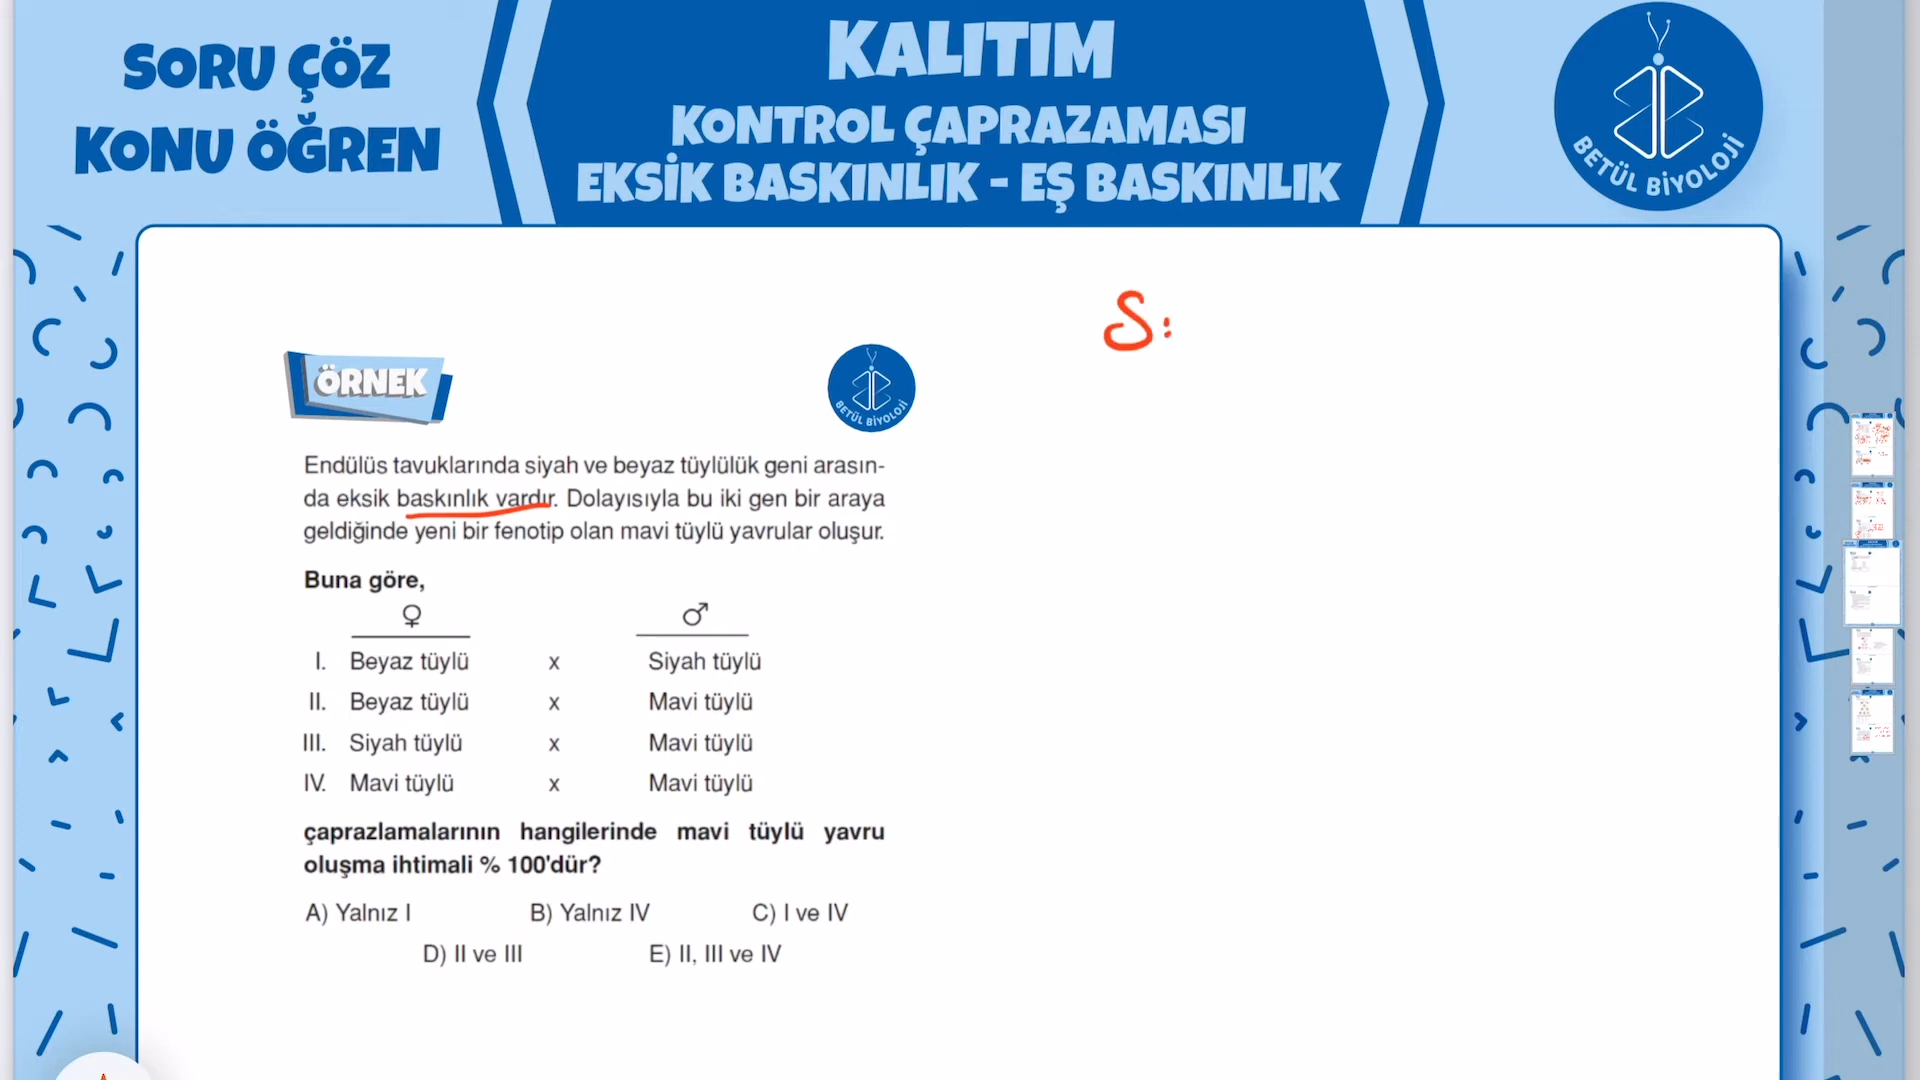 SORU ÇÖZ
KONU ÖĞREN
KALITIM
KONTROL ÇAPRAZAMASI
EKSİK BASKINLIK - EŞ BASKINLIK
BETÜL BİYOLOJİ
S:
ÖRNEK
BETÜL BİYOLOJİ
Endülüs tavuklarında siyah ve beyaz tüylülük geni arasın-
da eksik baskınlık vardır. Dolayısıyla bu iki gen bir araya
geldiğinde yeni bir fenotip olan mavi tüylü yavrular oluşur.
Buna göre,
♀ ♂
I. Beyaz tüylü x Siyah tüylü
II. Beyaz tüylü x Mavi tüylü
III. Siyah tüylü x Mavi tüylü
IV. Mavi tüylü x Mavi tüylü
çaprazlamalarının hangilerinde mavi tüylü yavru
oluşma ihtimali % 100'dür?
A) Yalnız I B) Yalnız IV C) I ve IV
D) II ve III E) II, III ve IV